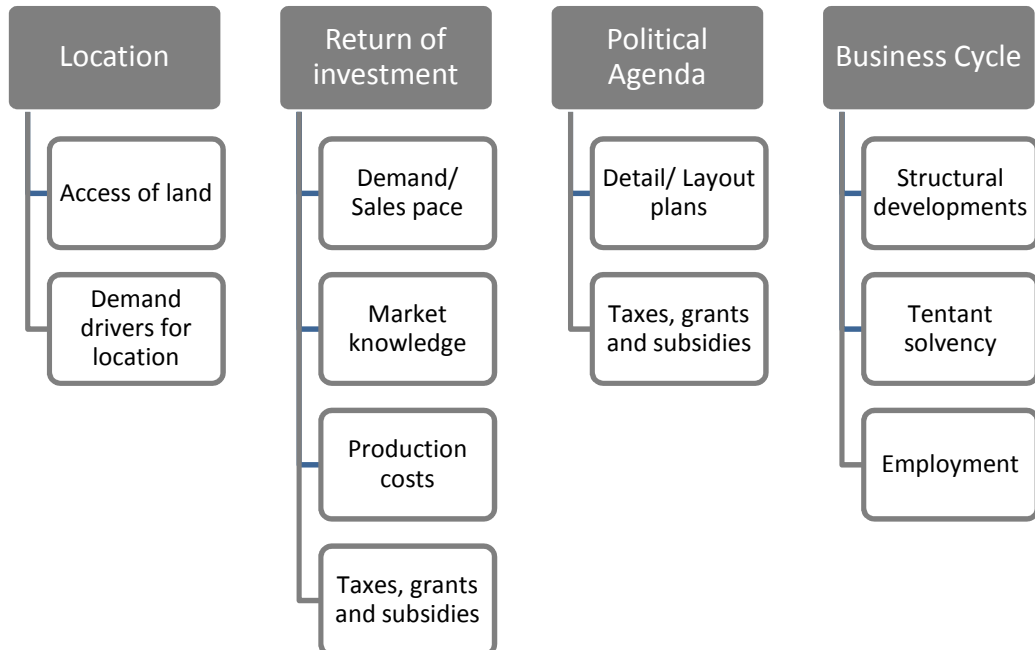 Location
Access of land
Demand
drivers for
location
Return of
investment
Demand/
Sales pace
Market
knowledge
Production
costs
Taxes, grants
and subsidies
Political
Agenda
Detail/ Layout
plans
Taxes, grants
and subsidies
Business Cycle
Structural
developments
Tentant
solvency
Employment